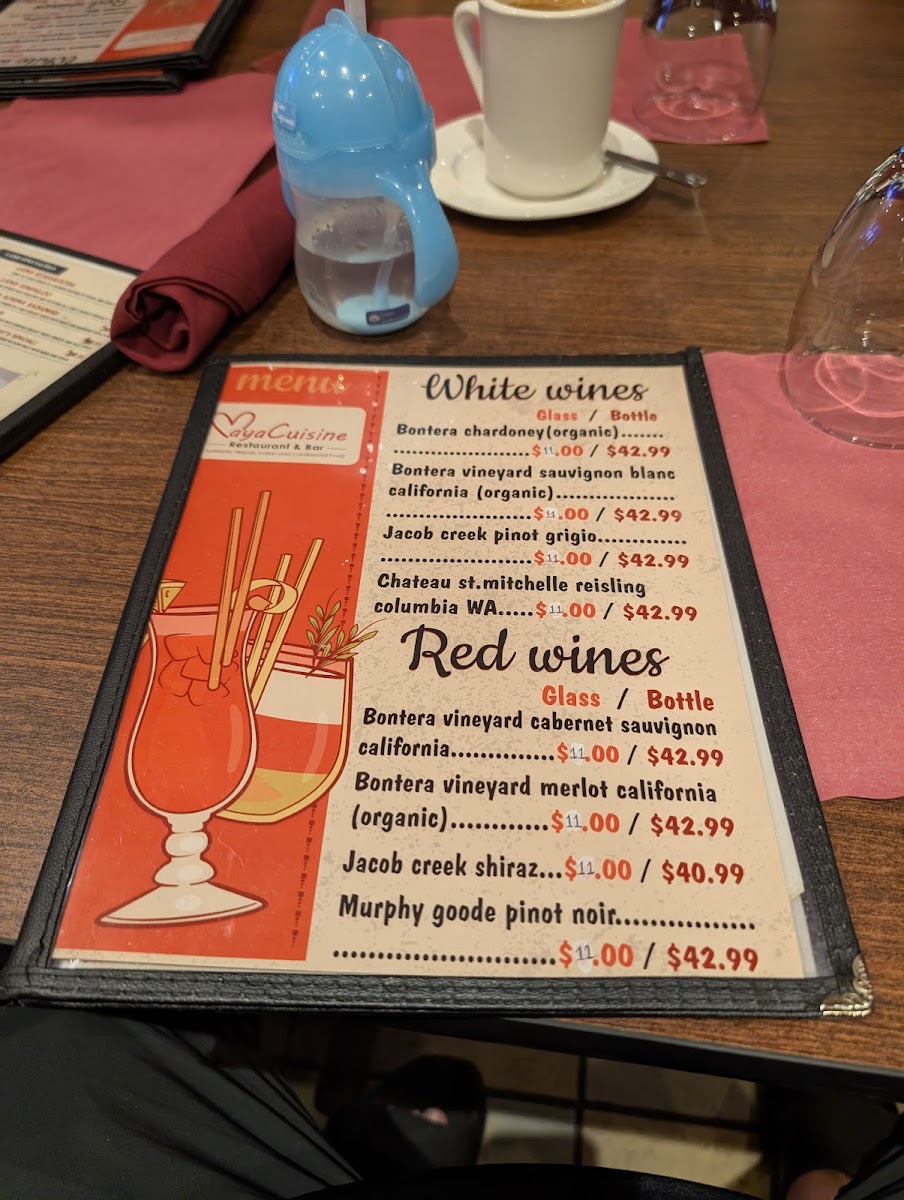 menu
MayaCuisine
Restaurant & Bar
White wines
Glass / Bottle
Bontera chardoney(organic).......
......................$11.00 / $42.99
Bontera vineyard sauvignon blanc
california (organic)...................
.......................$11.00 / $42.99
Jacob creek pinot grigio..............
........................$11.00 / $42.99
Chateau st.mitchelle reisling
columbia WA.....$11.00 / $42.99
Red wines
Glass / Bottle
Bontera vineyard cabernet sauvignon
california.............$11.00 / $42.99
Bontera vineyard merlot california
(organic)............$11.00 / $42.99
Jacob creek shiraz...$11.00 / $40.99
Murphy goode pinot noir................
..........................$11.00 / $42.99